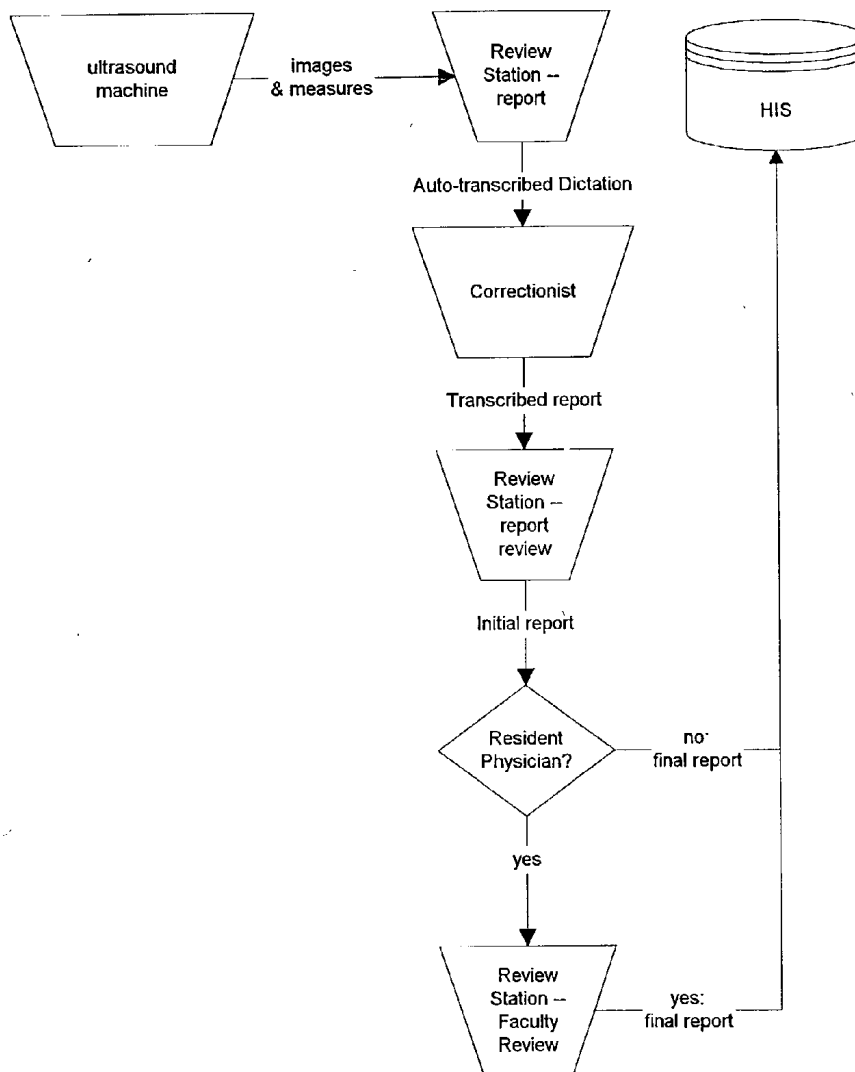 ultrasound
machine
images
& measures
Review
Station --
report
HIS
Auto-transcribed Dictation
Correctionist
Transcribed report
Review
Station --
report
review
Initial report
Resident
Physician?
no:
final report
yes
Review
Station --
Faculty
Review
yes:
final report